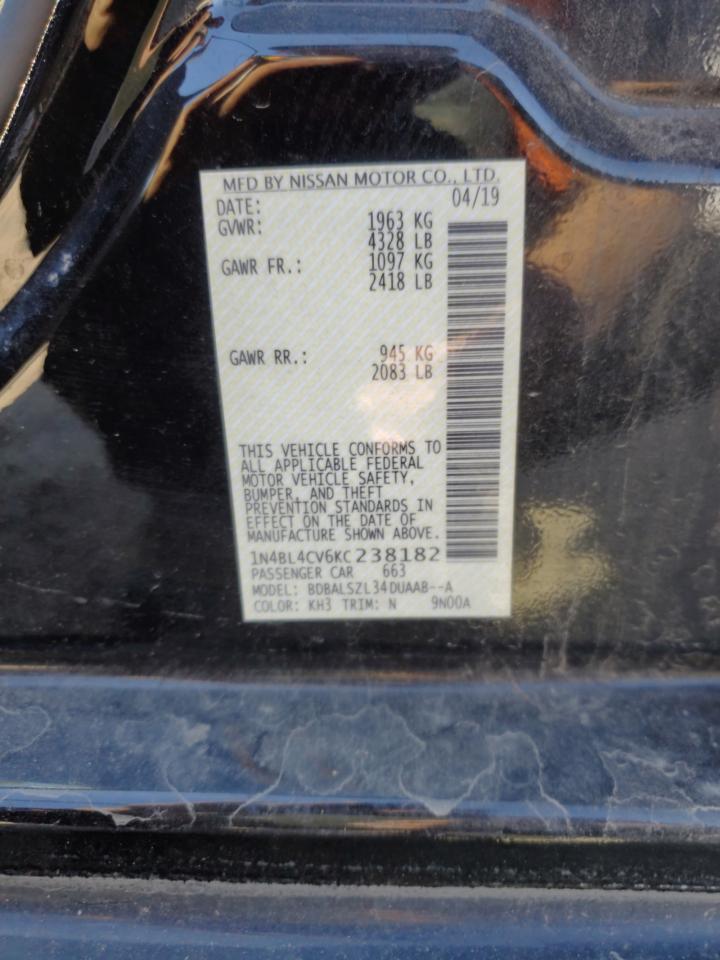 MFD BY NISSAN MOTOR CO., LTD.
DATE: 04/19
GVWR: 1963 KG
4328 LB
GAWR FR.: 1097 KG
2418 LB
GAWR RR.: 945 KG
2083 LB
THIS VEHICLE CONFORMS TO
ALL APPLICABLE FEDERAL
MOTOR VEHICLE SAFETY,
BUMPER, AND THEFT
PREVENTION STANDARDS IN
EFFECT ON THE DATE OF
MANUFACTURE SHOWN ABOVE.
1N4BL4CV6KC238182
PASSENGER CAR 663
MODEL: BDBALSZL34DUAAB--A
COLOR: KH3 TRIM: N 9N00A